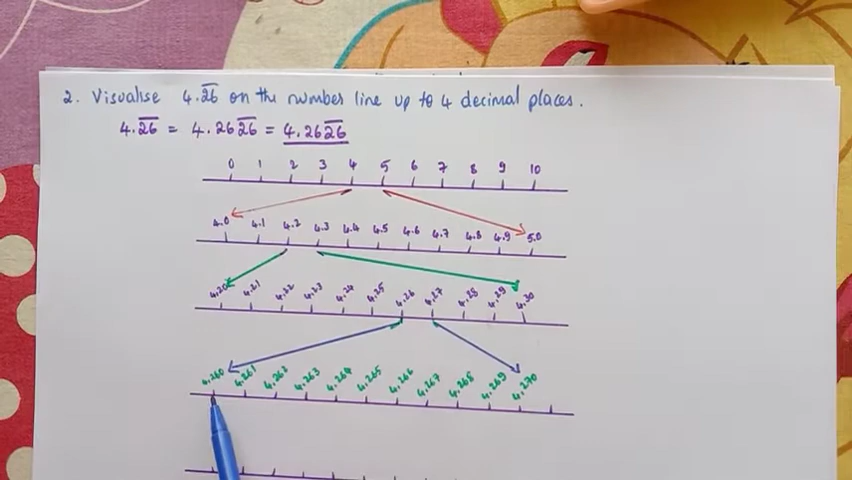 2. Visualise 4.2̅6̅ on the number line up to 4 decimal places.
4.2̅6̅ = 4.262̅6̅ = 4.262̅6̅
0 1 2 3 4 5 6 7 8 9 10
4.0 4.1 4.2 4.3 4.4 4.5 4.6 4.7 4.8 4.9 5.0
4.20 4.21 4.22 4.23 4.24 4.25 4.26 4.27 4.28 4.29 4.30
4.260 4.261 4.262 4.263 4.264 4.265 4.266 4.267 4.268 4.269 4.270